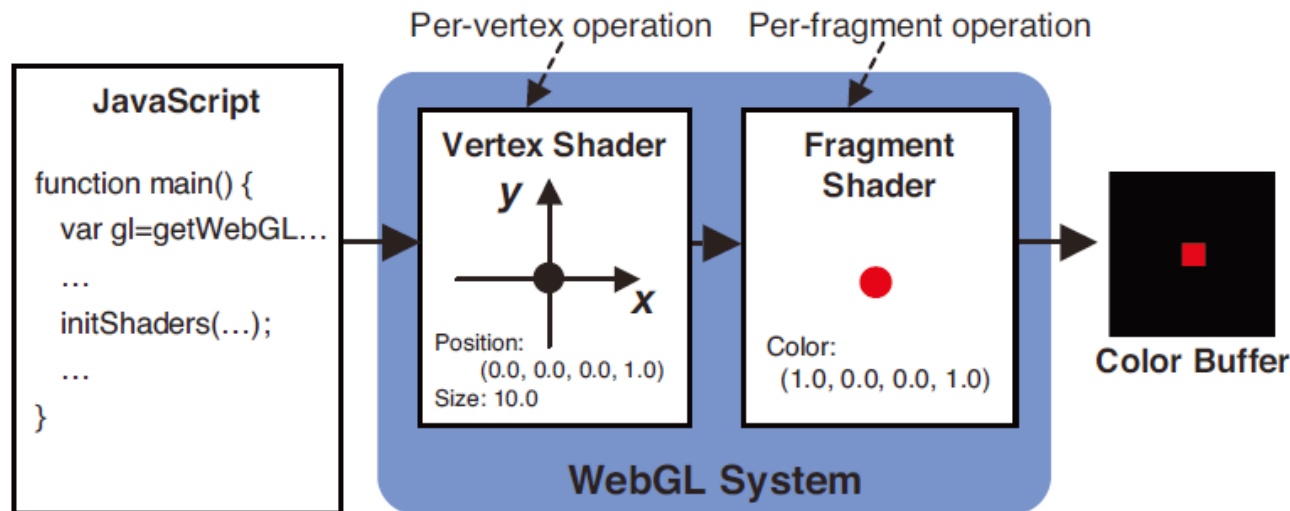 Per-vertex operation
Per-fragment operation
JavaScript
function main() {
var gl=getWebGL…
…
initShaders(…);
…
}
Vertex Shader
y
x
Position:
(0.0, 0.0, 0.0, 1.0)
Size: 10.0
Fragment
Shader
Color:
(1.0, 0.0, 0.0, 1.0)
Color Buffer
WebGL System